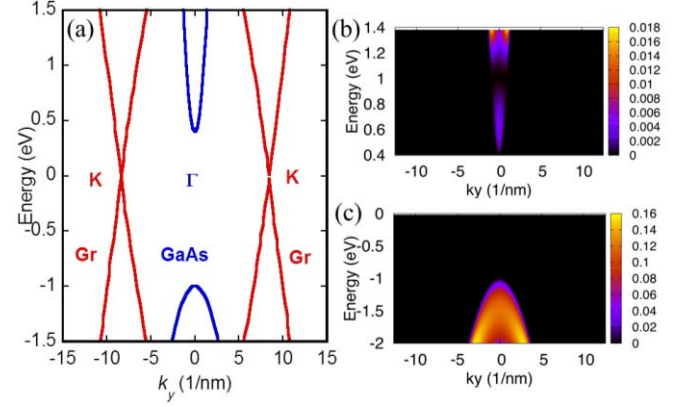 (a)
1.5
1
0.5
0
-0.5
-1
-1.5
Energy (eV)
K
Γ
K
Gr
GaAs
Gr
-15 -10 -5 0 5 10 15
k_y (1/nm)
(b)
1.4
1.2
1
0.8
0.6
0.4
Energy (eV)
-10 -5 0 5 10
ky (1/nm)
0.018
0.016
0.014
0.012
0.01
0.008
0.006
0.004
0.002
0
(c)
0
-0.5
-1
-1.5
-2
Energy (eV)
-10 -5 0 5 10
ky (1/nm)
0.16
0.14
0.12
0.1
0.08
0.06
0.04
0.02
0